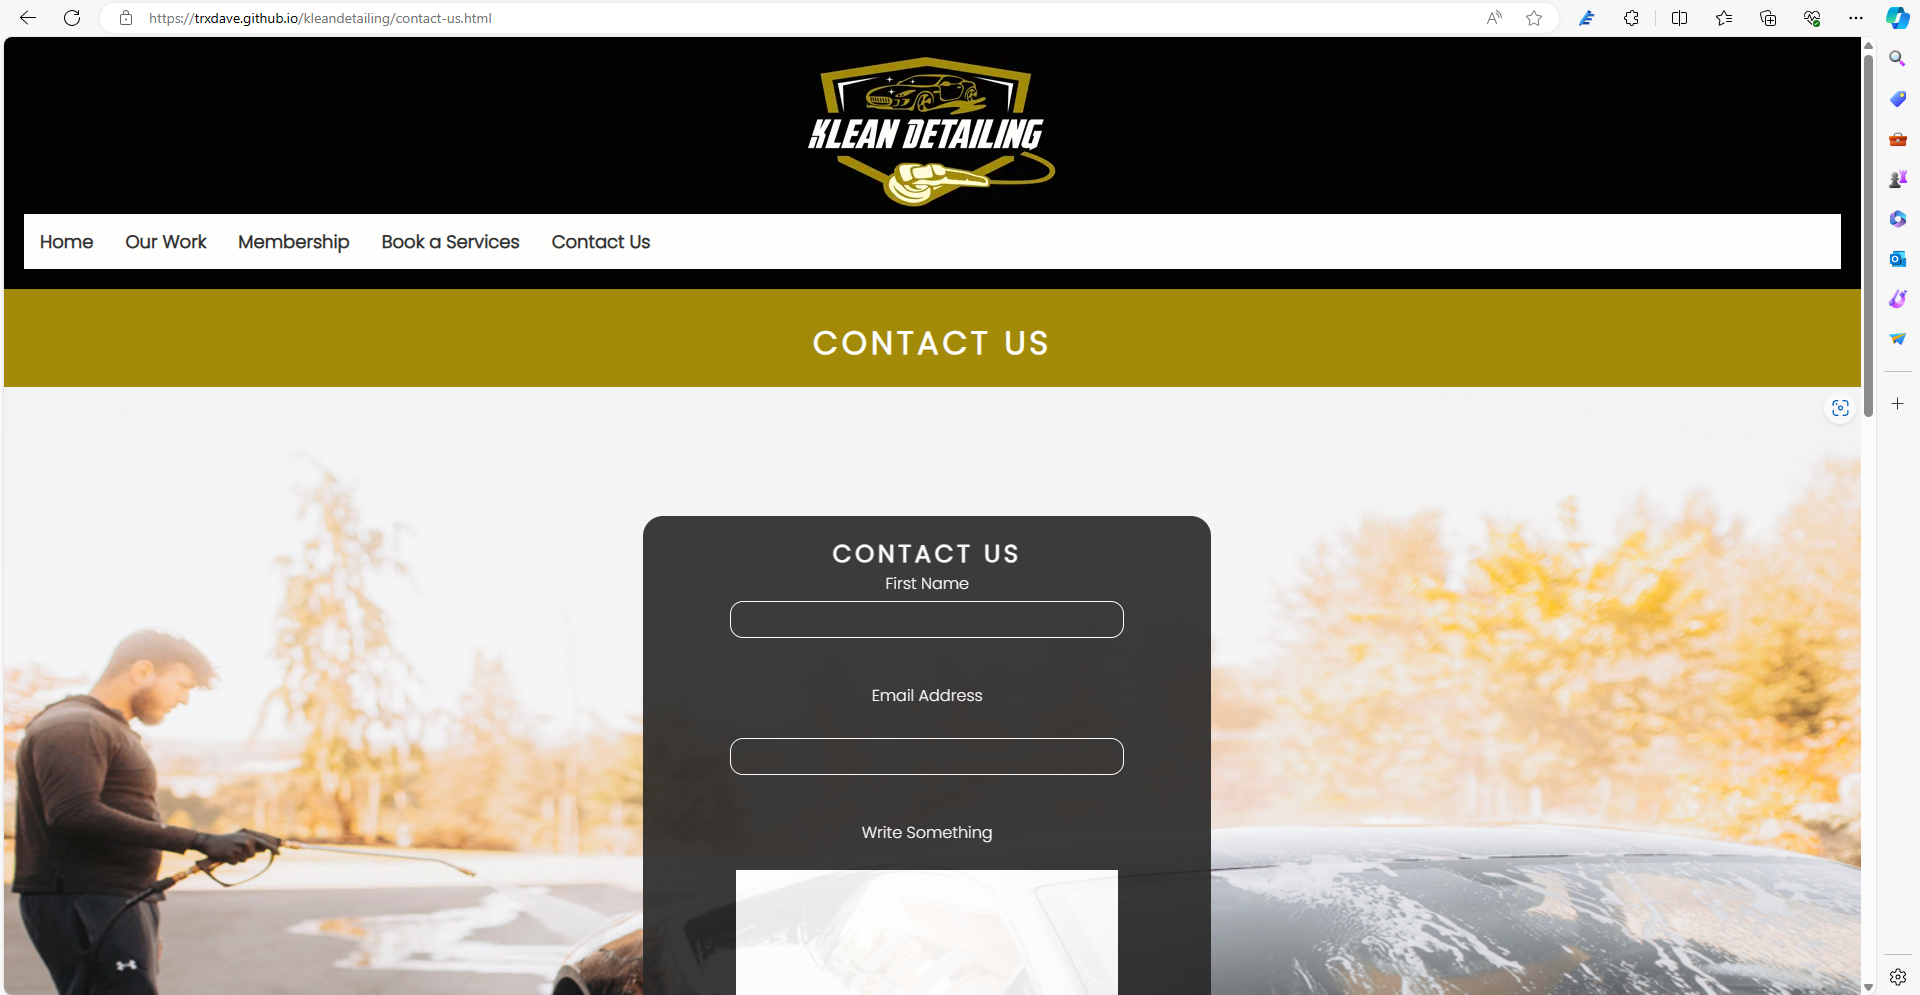 https://trxdave.github.io/kleandetailing/contact-us.html
KLEAN DETAILING
Home Our Work Membership Book a Services Contact Us
CONTACT US
CONTACT US
First Name
Email Address
Write Something